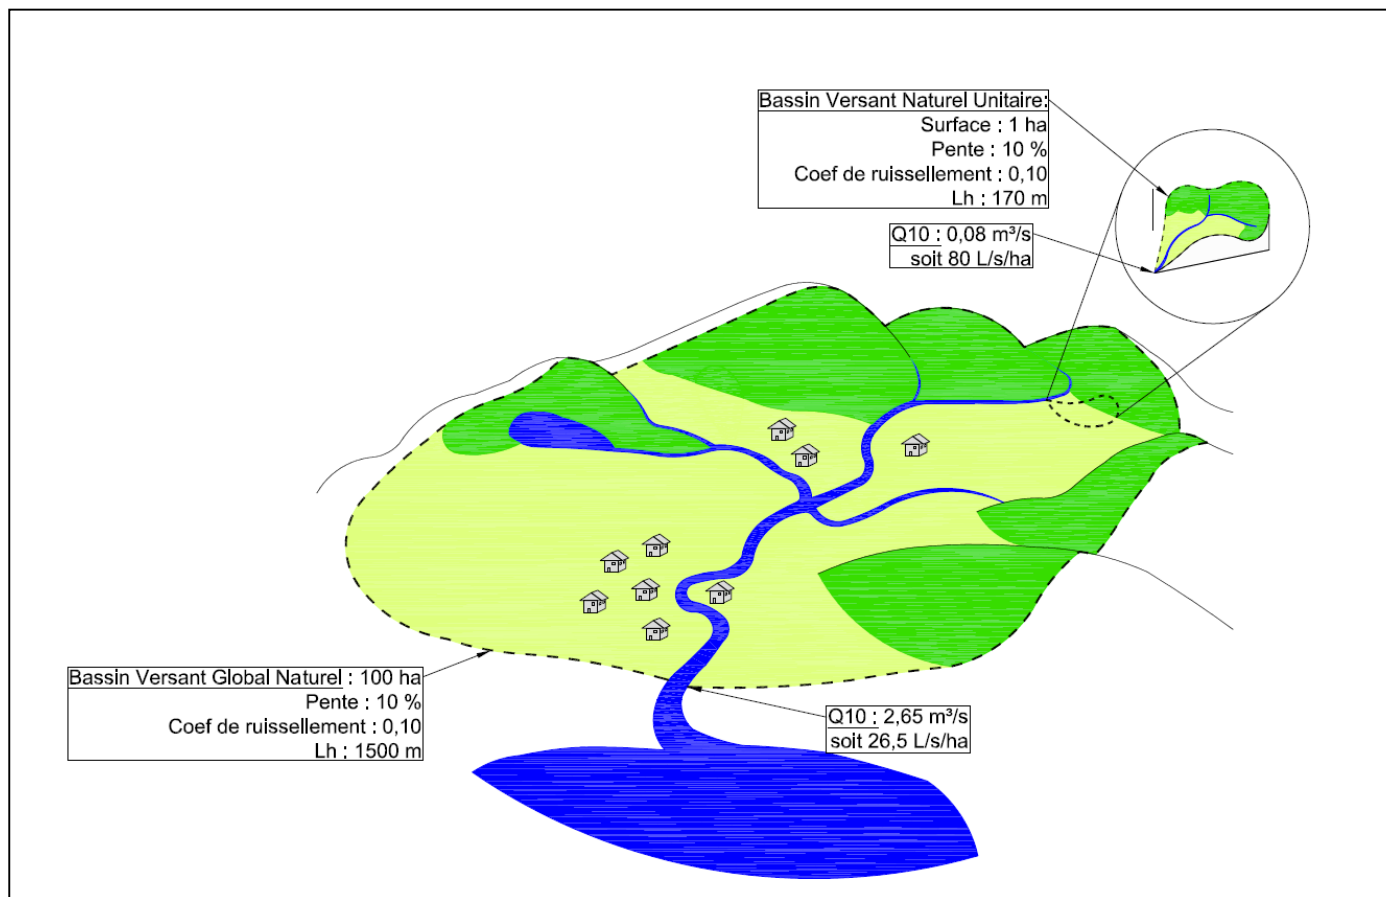 Bassin Versant Naturel Unitaire:
Surface : 1 ha
Pente : 10 %
Coef de ruissellement : 0,10
Lh : 170 m
Q10 : 0,08 m³/s
soit 80 L/s/ha
Bassin Versant Global Naturel : 100 ha
Pente : 10 %
Coef de ruissellement : 0,10
Lh : 1500 m
Q10 : 2,65 m³/s
soit 26,5 L/s/ha